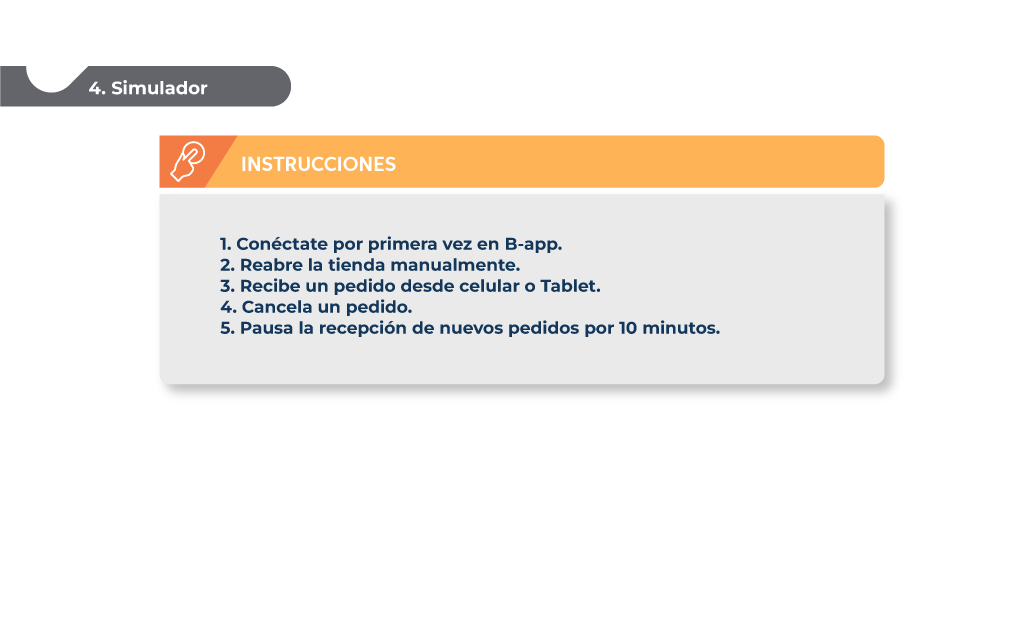 4. Simulador
INSTRUCCIONES
1. Conéctate por primera vez en B-app.
2. Reabre la tienda manualmente.
3. Recibe un pedido desde celular o Tablet.
4. Cancela un pedido.
5. Pausa la recepción de nuevos pedidos por 10 minutos.